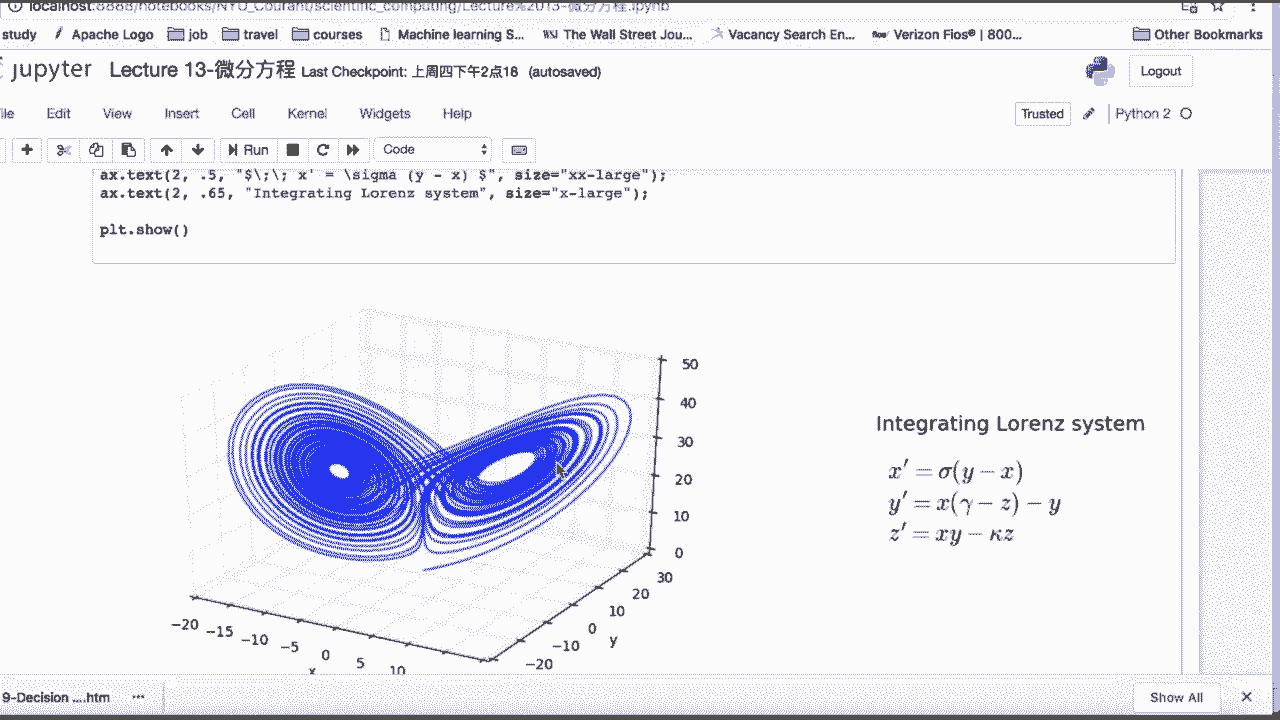 localhost:8888/notebooks/NYU_Courant/scientific_computing/Lecture%2013-微分方程.ipynb
study Apache Logo job travel courses Machine learning S... WSJ The Wall Street Jou... Vacancy Search En... Verizon Fios® | 800... Other Bookmarks
jupyter Lecture 13-微分方程 Last Checkpoint: 上周四下午2点16 (autosaved) Logout
ile Edit View Insert Cell Kernel Widgets Help Trusted Python 2
Run Code
ax.text(2, .5, "$\;\; x' = \sigma (y - x) $", size="xx-large");
ax.text(2, .65, "Integrating Lorenz system", size="x-large");
plt.show()
50
40
30
20
10
0
Integrating Lorenz system
x′ = σ(y − x)
y′ = x(γ − z) − y
z′ = xy − κz
30
20
10
0
−10
−20
y
−20 −15 −10 −5 0 5 10
x
9-Decision ....htm ... Show All